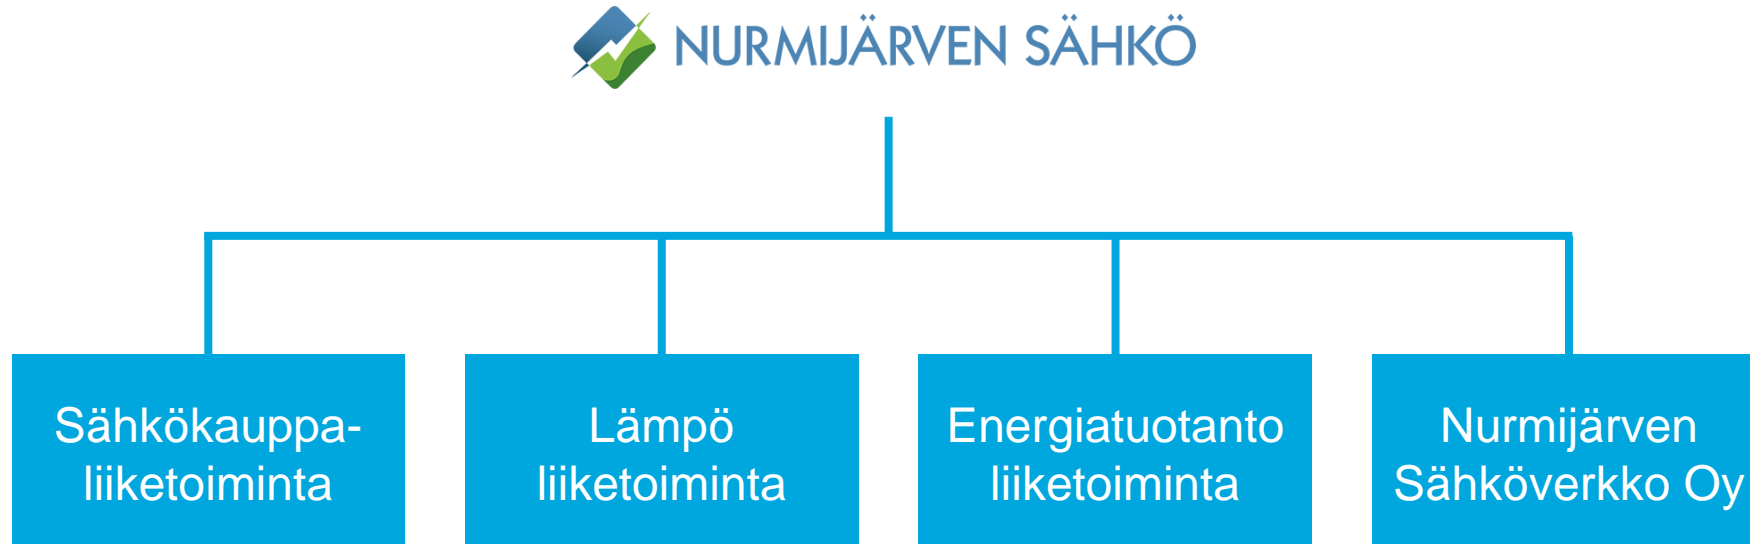 NURMIJÄRVEN SÄHKÖ
Sähkökauppa-
liiketoiminta
Lämpö
liiketoiminta
Energiatuotanto
liiketoiminta
Nurmijärven
Sähköverkko Oy